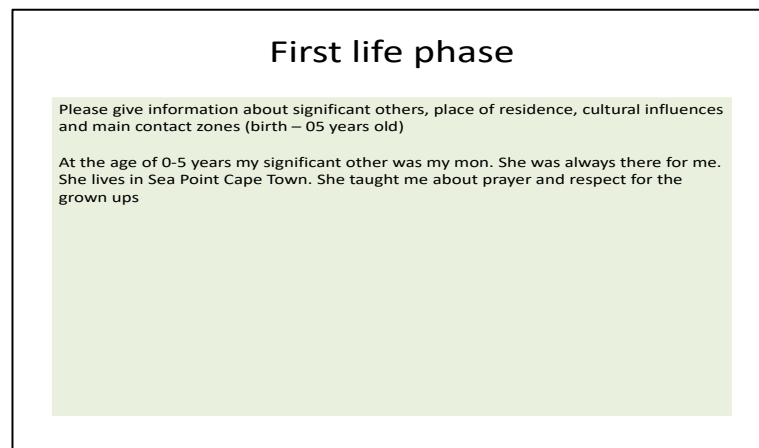 First life phase
Please give information about significant others, place of residence, cultural influences
and main contact zones (birth – 05 years old)
At the age of 0-5 years my significant other was my mon. She was always there for me.
She lives in Sea Point Cape Town. She taught me about prayer and respect for the
grown ups